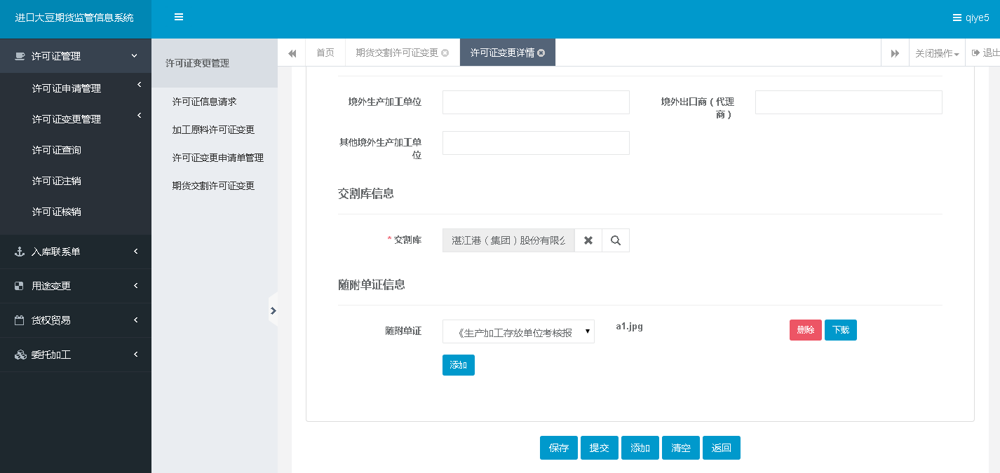 进口大豆期货监管信息系统
qiye5
许可证管理
许可证申请管理
许可证变更管理
许可证查询
许可证注销
许可证核销
入库联系单
用途变更
货权贸易
委托加工
许可证变更管理
许可证信息请求
加工原料许可证变更
许可证变更申请单管理
期货交割许可证变更
首页
期货交割许可证变更
许可证变更详情
关闭操作
退出
境外生产加工单位
境外出口商（代理
商）
其他境外生产加工单
位
交割库信息
*交割库
湛江港（集团）股份有限公
随附单证信息
随附单证
《生产加工存放单位考核报
a1.jpg
删除
下载
添加
保存
提交
添加
清空
返回